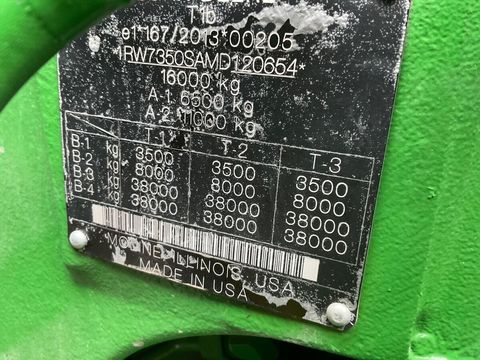 T1b
e1*167/2013*00205
*1RW7350SAMD120654*
16000 kg
A-1 6500 kg
A-2 11000 kg
T-1 T-2 T-3
B-1 kg 3500 3500 3500
B-2 kg 8000 8000 8000
B-3 kg 38000 38000 38000
B-4 kg 38000 38000 38000
MOLINE, ILLINOIS, USA
MADE IN USA